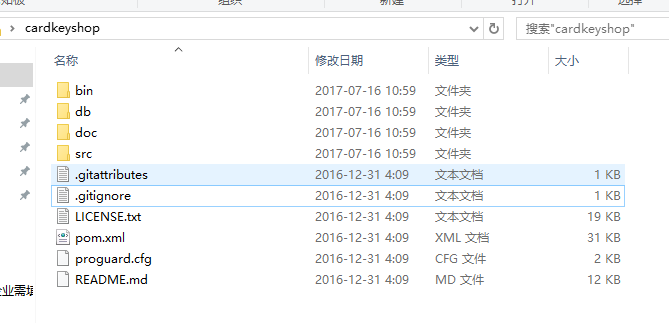 组织
新建
打开
选择
cardkeyshop
搜索"cardkeyshop"
名称 修改日期 类型 大小
bin 2017-07-16 10:59 文件夹
db 2017-07-16 10:59 文件夹
doc 2017-07-16 10:59 文件夹
src 2017-07-16 10:59 文件夹
.gitattributes 2016-12-31 4:09 文本文档 1 KB
.gitignore 2016-12-31 4:09 文本文档 1 KB
LICENSE.txt 2016-12-31 4:09 文本文档 19 KB
pom.xml 2016-12-31 4:09 XML 文档 31 KB
proguard.cfg 2016-12-31 4:09 CFG 文件 2 KB
README.md 2016-12-31 4:09 MD 文件 12 KB
业需填